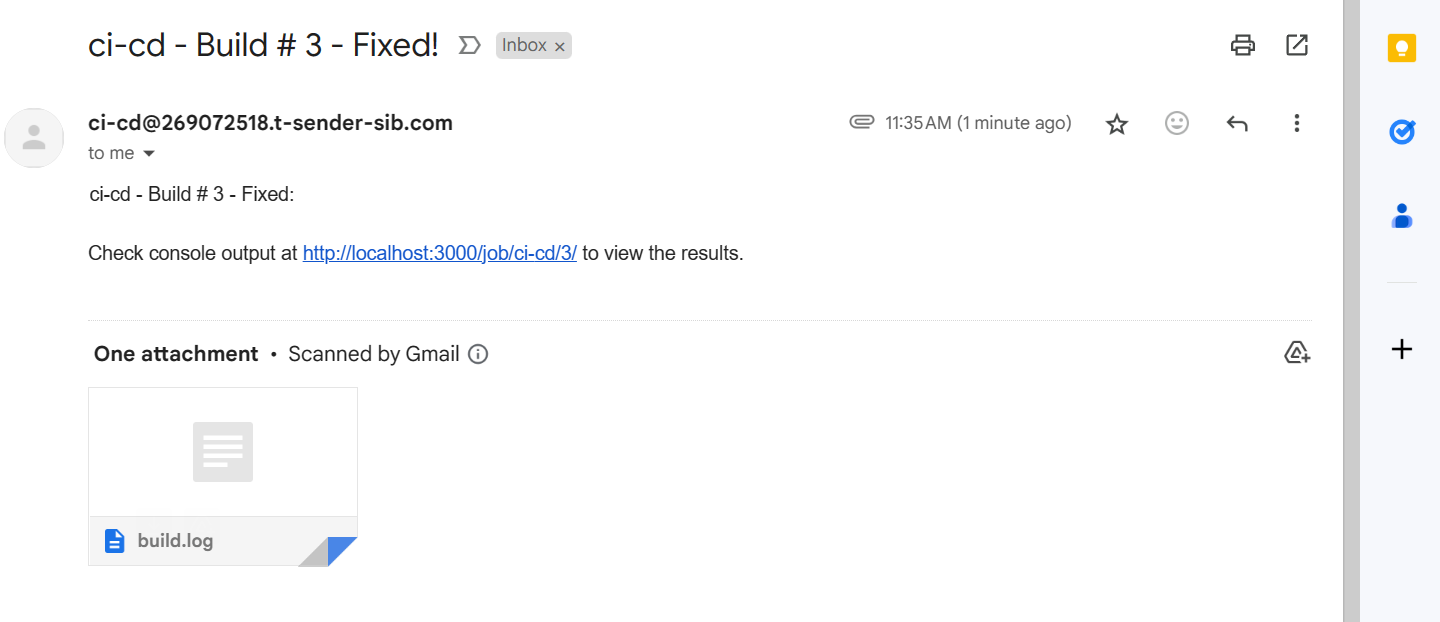 ci-cd - Build # 3 - Fixed!
Inbox ×
ci-cd@269072518.t-sender-sib.com
11:35 AM (1 minute ago)
to me
ci-cd - Build # 3 - Fixed:
Check console output at http://localhost:3000/job/ci-cd/3/ to view the results.
One attachment • Scanned by Gmail
build.log